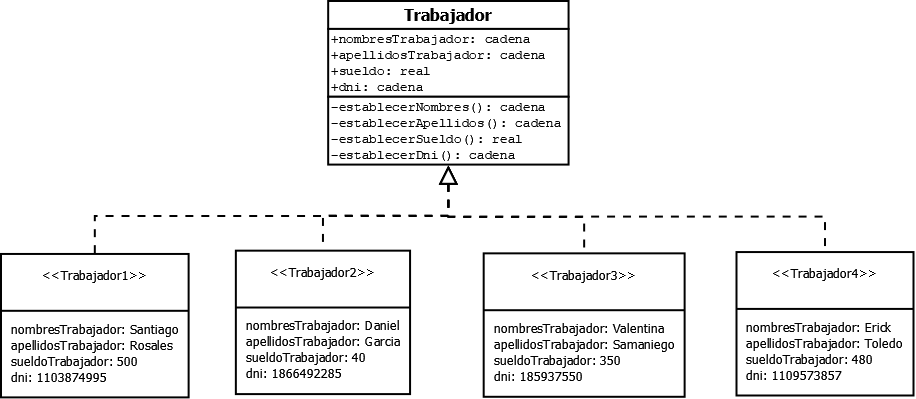 Trabajador
+nombresTrabajador: cadena
+apellidosTrabajador: cadena
+sueldo: real
+dni: cadena
-establecerNombres(): cadena
-establecerApellidos(): cadena
-establecerSueldo(): real
-establecerDni(): cadena
<<Trabajador1>>
nombresTrabajador: Santiago
apellidosTrabajador: Rosales
sueldoTrabajador: 500
dni: 1103874995
<<Trabajador2>>
nombresTrabajador: Daniel
apellidosTrabajador: Garcia
sueldoTrabajador: 40
dni: 1866492285
<<Trabajador3>>
nombresTrabajador: Valentina
apellidosTrabajador: Samaniego
sueldoTrabajador: 350
dni: 185937550
<<Trabajador4>>
nombresTrabajador: Erick
apellidosTrabajador: Toledo
sueldoTrabajador: 480
dni: 1109573857